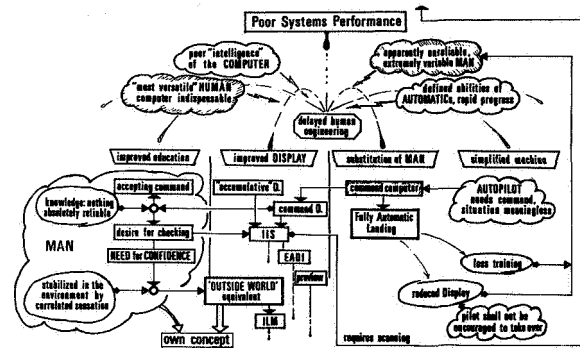 Poor Systems Performance
poor "intelligence"
of the COMPUTER
apparently unreliable,
extremely variable MAN
"most versatile" HUMAN
computer indispensable
defined abilities of
AUTOMATICS, rapid progress
delayed human
engineering
improved education
improved DISPLAY
substitution of MAN
simplified machine
accepting command
"accumulative" D.
command computer
AUTOPILOT
needs command,
situation meaningless
knowledge: nothing
absolutely reliable
command D.
Fully Automatic
Landing
desire for checking
IIS
MAN
EADI
NEED for CONFIDENCE
less training
preview
stabilized in the
environment by
correlated sensation
"OUTSIDE WORLD"
equivalent
reduced Display
ILM
pilot shall not be
encouraged to take over
own concept
requires scanning